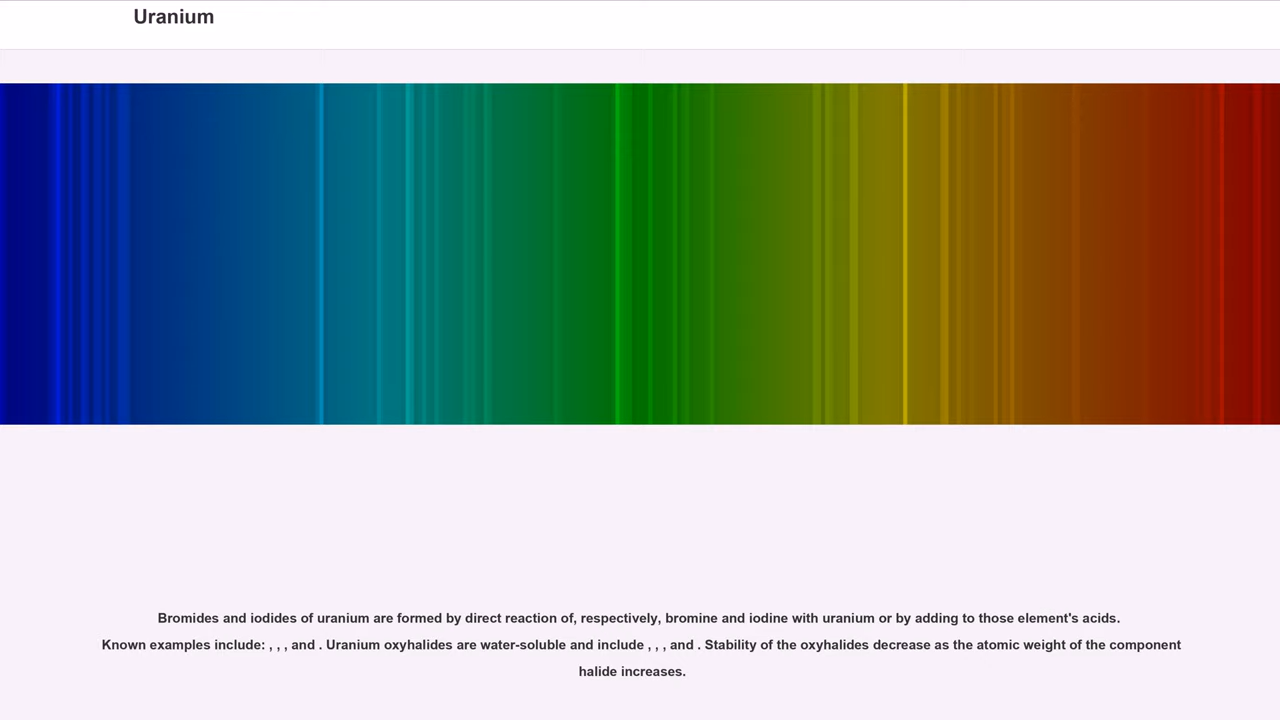 Uranium
Bromides and iodides of uranium are formed by direct reaction of, respectively, bromine and iodine with uranium or by adding to those element's acids.
Known examples include: , , , and . Uranium oxyhalides are water-soluble and include , , , and . Stability of the oxyhalides decrease as the atomic weight of the component
halide increases.